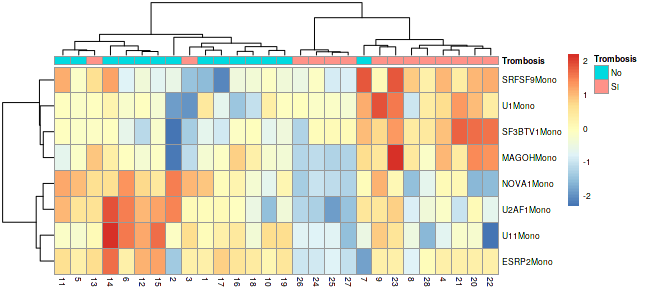 Trombosis
SRFSF9Mono
U1Mono
SF3BTV1Mono
MAGOHMono
NOVA1Mono
U2AF1Mono
U11Mono
ESRP2Mono
11 5 13 14 6 12 15 2 3 1 17 16 18 10 19 26 24 25 27 7 9 23 8 28 4 21 20 22
2
1
0
-1
-2
Trombosis
No
SI